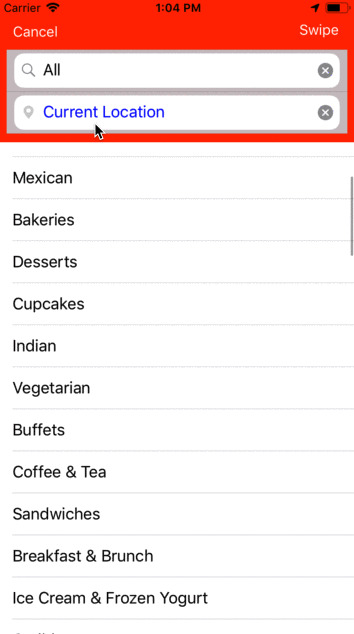 Carrier 1:04 PM
Cancel Swipe
All
Current Location
Mexican
Bakeries
Desserts
Cupcakes
Indian
Vegetarian
Buffets
Coffee & Tea
Sandwiches
Breakfast & Brunch
Ice Cream & Frozen Yogurt